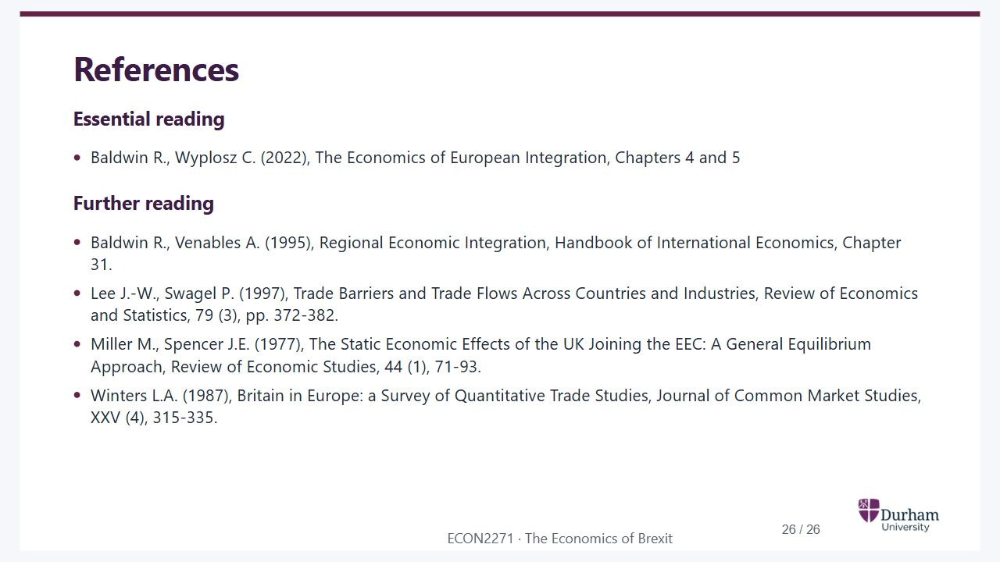 References
Essential reading
• Baldwin R., Wyplosz C. (2022), The Economics of European Integration, Chapters 4 and 5
Further reading
• Baldwin R., Venables A. (1995), Regional Economic Integration, Handbook of International Economics, Chapter
31.
• Lee J.-W., Swagel P. (1997), Trade Barriers and Trade Flows Across Countries and Industries, Review of Economics
and Statistics, 79 (3), pp. 372-382.
• Miller M., Spencer J.E. (1977), The Static Economic Effects of the UK Joining the EEC: A General Equilibrium
Approach, Review of Economic Studies, 44 (1), 71-93.
• Winters L.A. (1987), Britain in Europe: a Survey of Quantitative Trade Studies, Journal of Common Market Studies,
XXV (4), 315-335.
ECON2271 · The Economics of Brexit
26 / 26
Durham
University